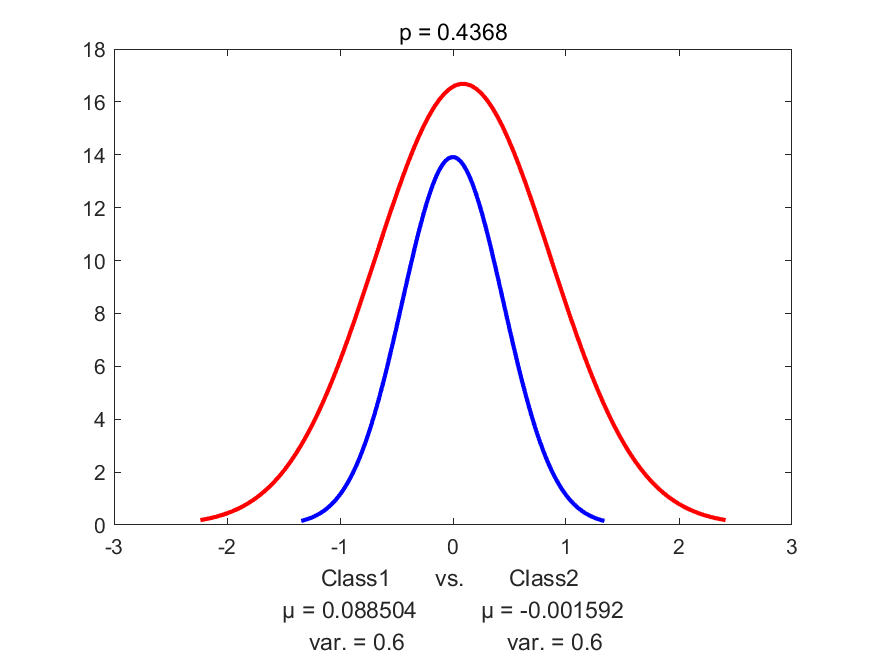 p = 0.4368
18
16
14
12
10
8
6
4
2
0
-3 -2 -1 0 1 2 3
Class1 vs. Class2
μ = 0.088504 μ = -0.001592
var. = 0.6 var. = 0.6